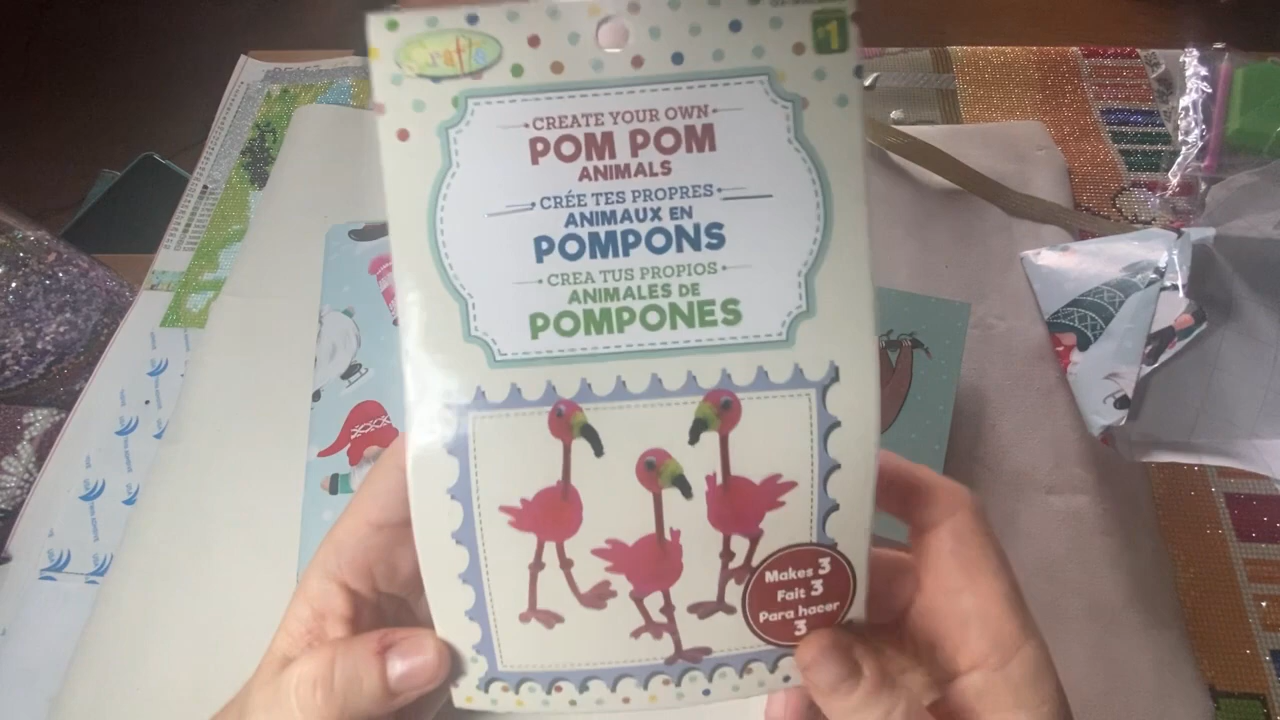 Crafts
$1
CREATE YOUR OWN
POM POM
ANIMALS
CRÉE TES PROPRES
ANIMAUX EN
POMPONS
CREA TUS PROPIOS
ANIMALES DE
POMPONES
Makes 3
Fait 3
Para hacer
3